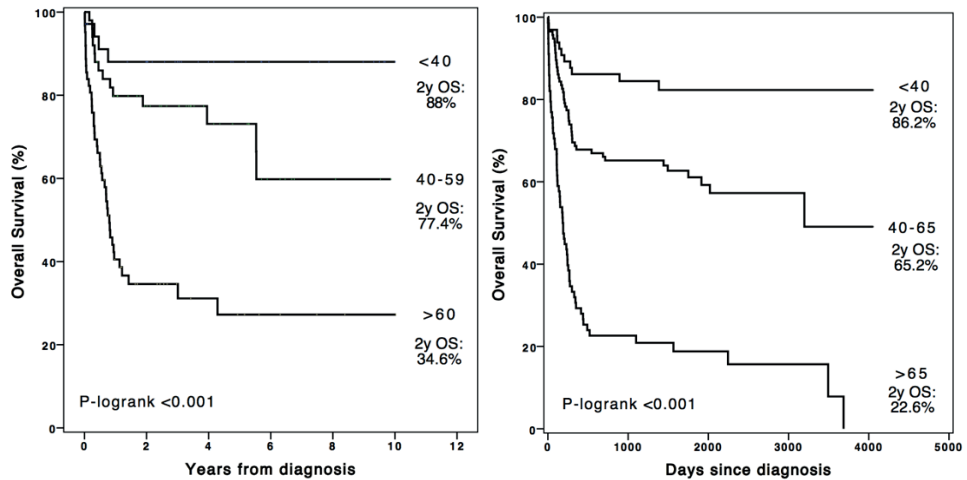 Overall Survival (%)
100
80
60
40
20
0
<40
2y OS:
88%
40-59
2y OS:
77.4%
>60
2y OS:
34.6%
P-logrank <0.001
0 2 4 6 8 10 12
Years from diagnosis
Overall Survival (%)
100
80
60
40
20
0
<40
2y OS:
86.2%
40-65
2y OS:
65.2%
>65
2y OS:
22.6%
P-logrank <0.001
0 1000 2000 3000 4000 5000
Days since diagnosis